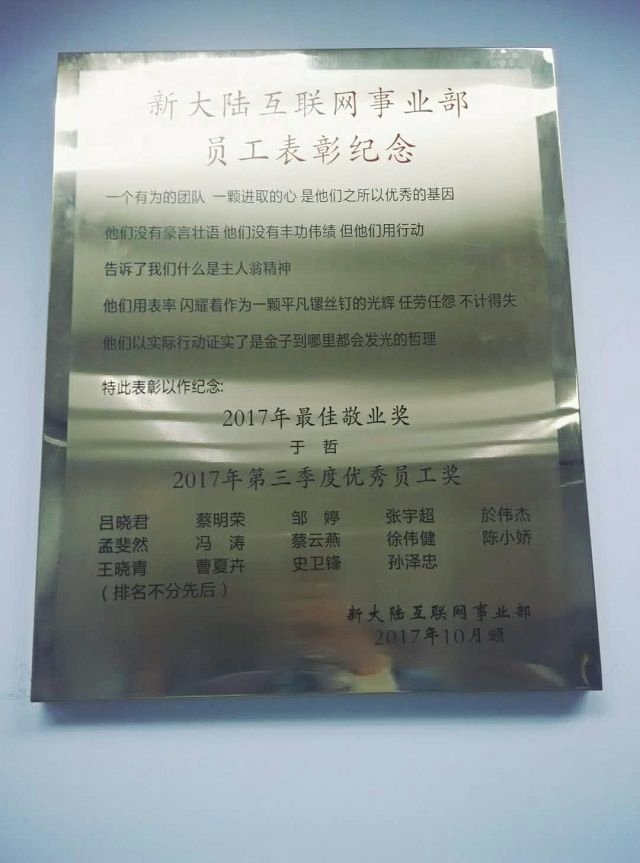 新大陆互联网事业部
员工表彰纪念
一个有为的团队 一颗进取的心 是他们之所以优秀的基因
他们没有豪言壮语 他们没有丰功伟绩 但他们用行动
告诉了我们什么是主人翁精神
他们用表率 闪耀着作为一颗平凡镙丝钉的光辉 任劳任怨 不计得失
他们以实际行动证实了是金子到哪里都会发光的哲理
特此表彰以作纪念:
2017年最佳敬业奖
于 哲
2017年第三季度优秀员工奖
吕晓君 蔡明荣 邹 婷 张宇超 於伟杰
孟斐然 冯 涛 蔡云燕 徐伟健 陈小娇
王晓青 曹夏卉 史卫锋 孙泽忠
（排名不分先后）
新大陆互联网事业部
2017年10月颁